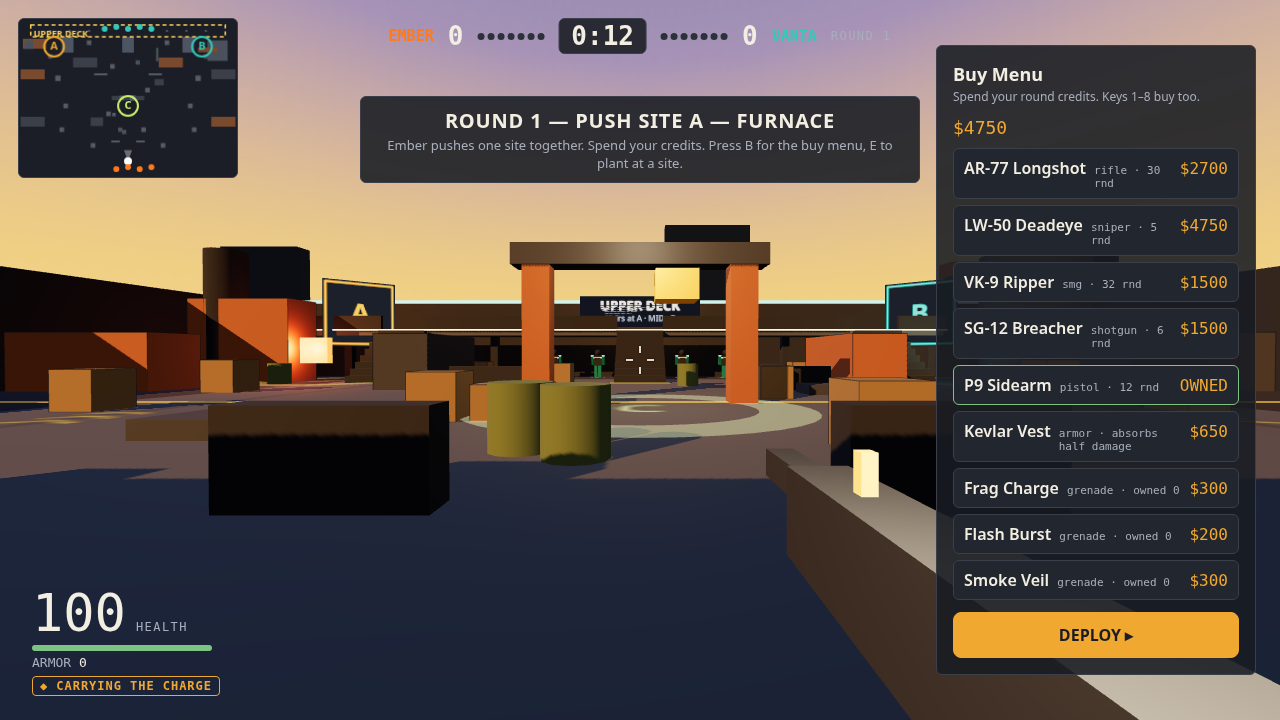 UPPER DECK
A
B
C
EMBER 0 0:12 0 VANTA ROUND 1
ROUND 1 — PUSH SITE A — FURNACE
Ember pushes one site together. Spend your credits. Press B for the buy menu, E to
plant at a site.
Buy Menu
Spend your round credits. Keys 1–8 buy too.
$4750
AR-77 Longshot rifle · 30 $2700
rnd
LW-50 Deadeye sniper · 5 $4750
rnd
VK-9 Ripper smg · 32 rnd $1500
SG-12 Breacher shotgun · 6 $1500
rnd
P9 Sidearm pistol · 12 rnd OWNED
Kevlar Vest armor · absorbs $650
half damage
Frag Charge grenade · owned 0 $300
Flash Burst grenade · owned 0 $200
Smoke Veil grenade · owned 0 $300
DEPLOY ▸
A
B
UPPER DECK
rs at A · MID
100 HEALTH
ARMOR 0
◆ CARRYING THE CHARGE